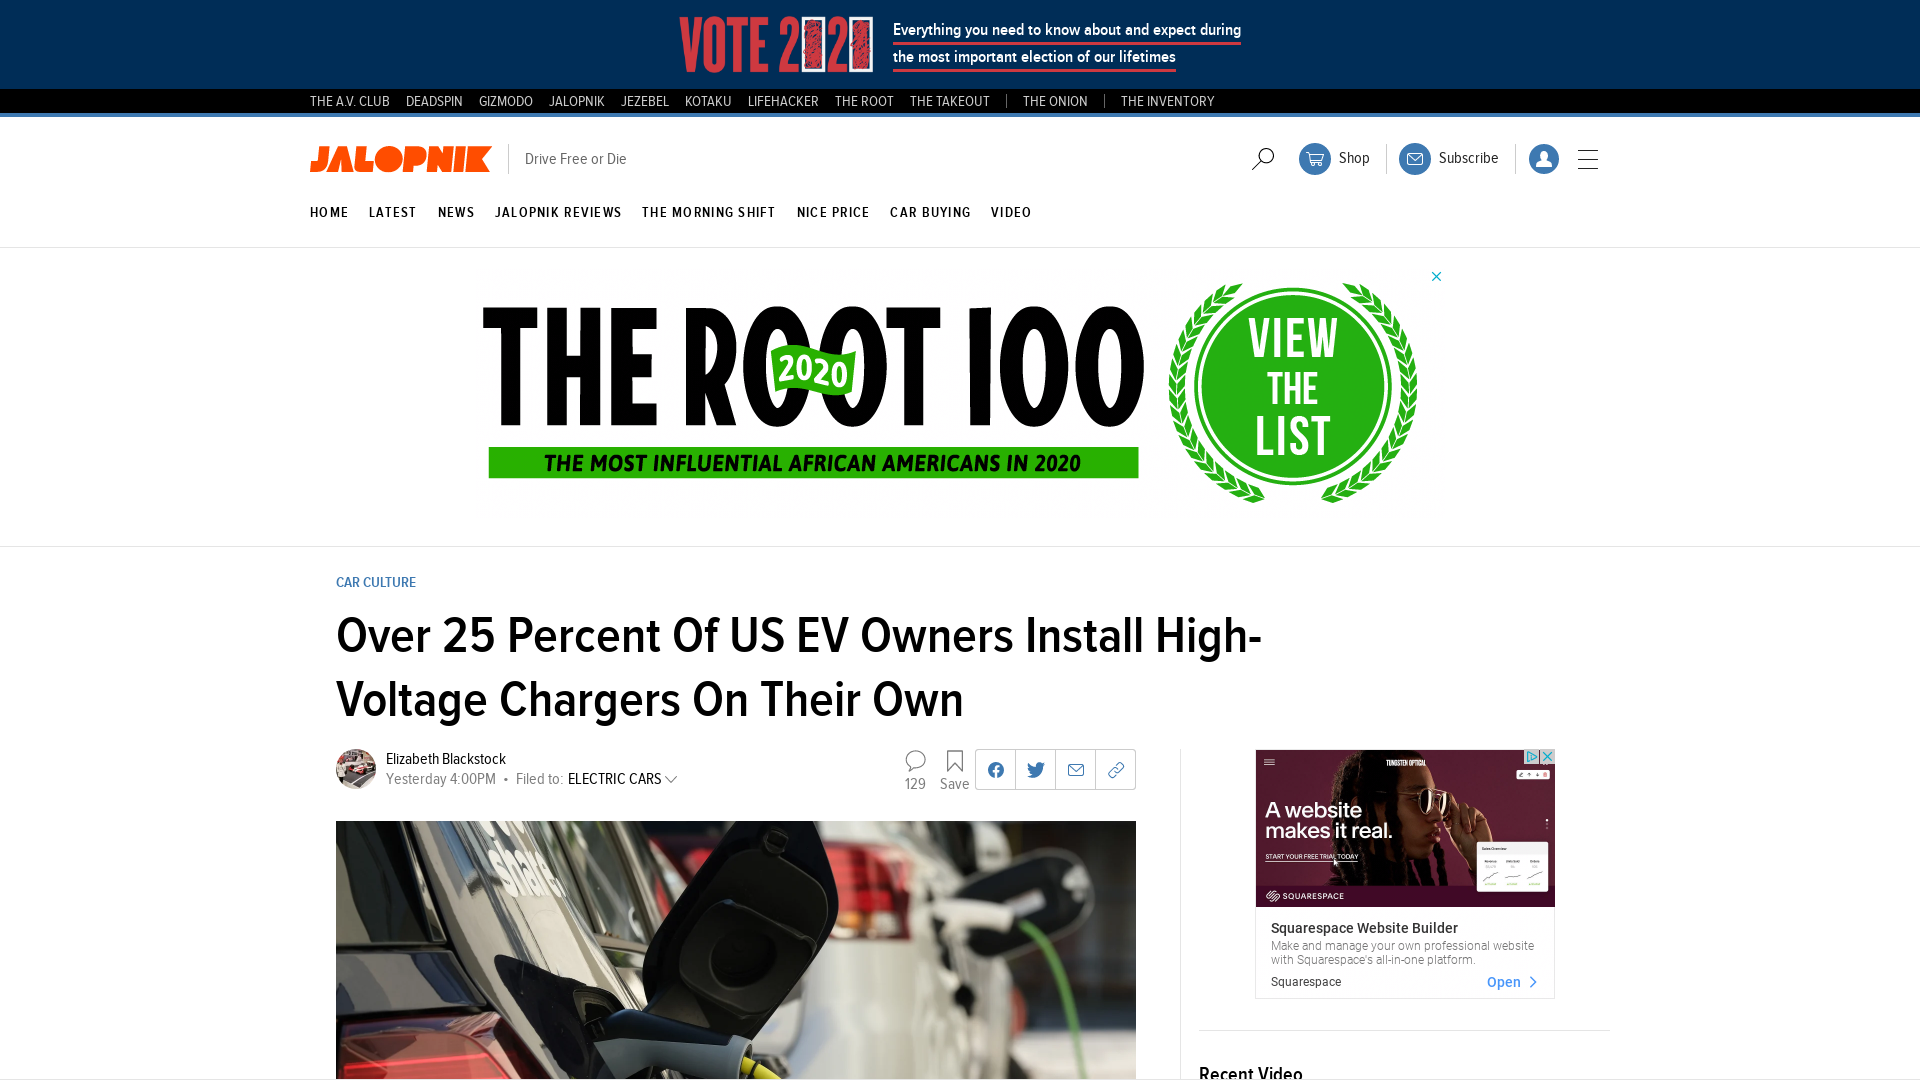 VOTE 2020
Everything you need to know about and expect during
the most important election of our lifetimes
THE A.V. CLUB DEADSPIN GIZMODO JALOPNIK JEZEBEL KOTAKU LIFEHACKER THE ROOT THE TAKEOUT THE ONION THE INVENTORY
JALOPNIK Drive Free or Die Shop Subscribe
HOME LATEST NEWS JALOPNIK REVIEWS THE MORNING SHIFT NICE PRICE CAR BUYING VIDEO
THE ROOT 100
2020
THE MOST INFLUENTIAL AFRICAN AMERICANS IN 2020
VIEW
THE
LIST
CAR CULTURE
Over 25 Percent Of US EV Owners Install High-
Voltage Chargers On Their Own
Elizabeth Blackstock
Yesterday 4:00PM • Filed to: ELECTRIC CARS
129 Save
share
TUNGSTEN OPTICAL
A website
makes it real.
START YOUR FREE TRIAL TODAY
Sales Overview
SQUARESPACE
Squarespace Website Builder
Make and manage your own professional website
with Squarespace's all-in-one platform.
Squarespace Open
Recent Video